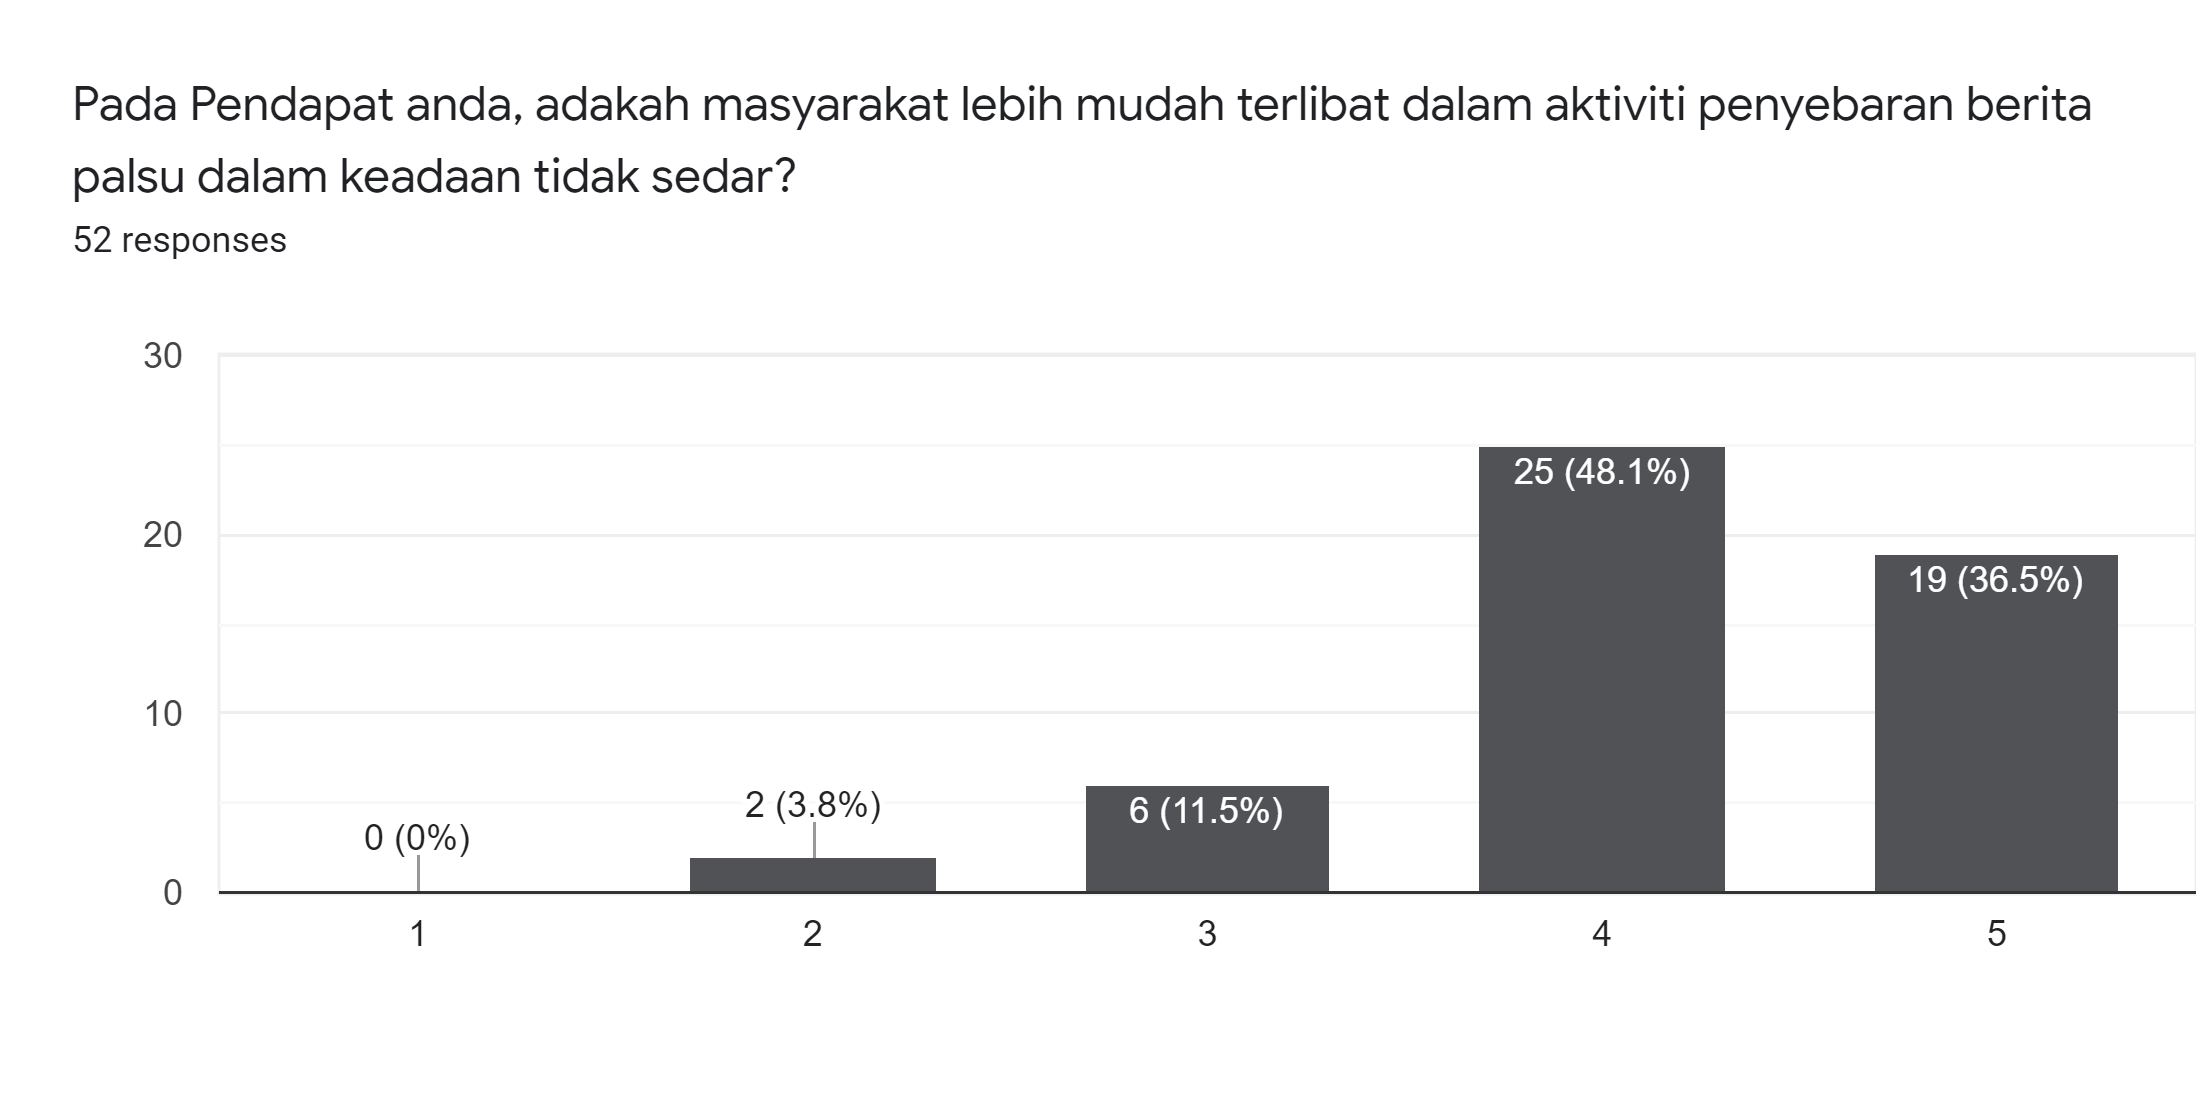 Pada Pendapat anda, adakah masyarakat lebih mudah terlibat dalam aktiviti penyebaran berita
palsu dalam keadaan tidak sedar?
52 responses
30
20
10
0
0 (0%)
2 (3.8%)
6 (11.5%)
25 (48.1%)
19 (36.5%)
1 2 3 4 5